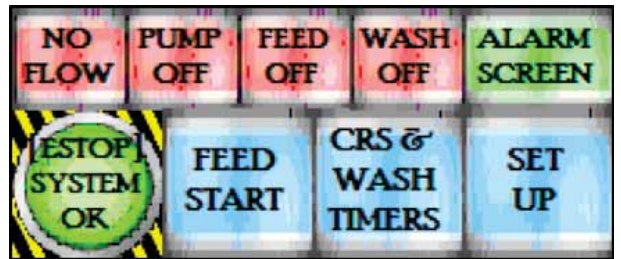 NO FLOW
PUMP OFF
FEED OFF
WASH OFF
ALARM SCREEN
[ESTOP] SYSTEM OK
FEED START
CRS & WASH TIMERS
SET UP